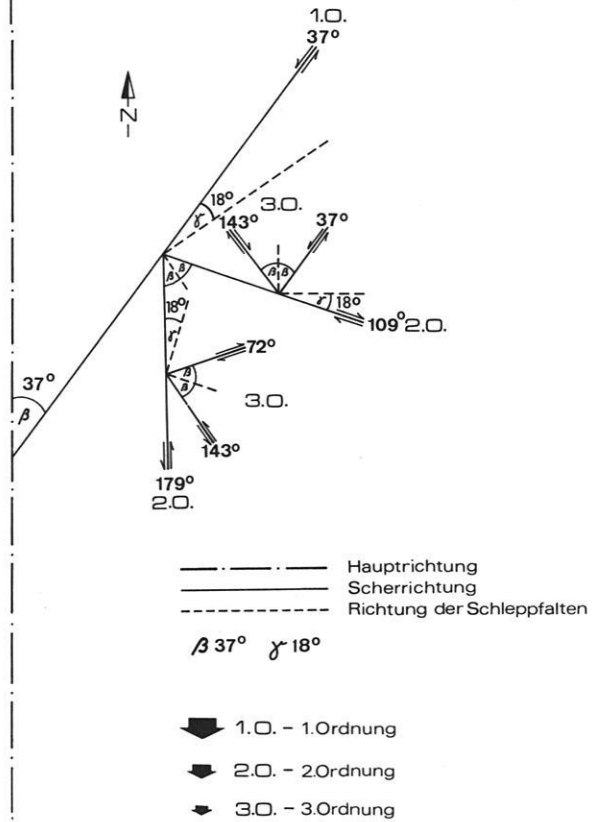 1.O.
37°
-N-
18°
γ
3.O.
143°
37°
β β
β β
18°
γ
γ 18°
109° 2.O.
72°
β
β
3.O.
37°
β
143°
179°
2.O.
Hauptrichtung
Scherrichtung
Richtung der Schleppfalten
β 37° γ 18°
1.O. - 1.Ordnung
2.O. - 2.Ordnung
3.O. - 3.Ordnung